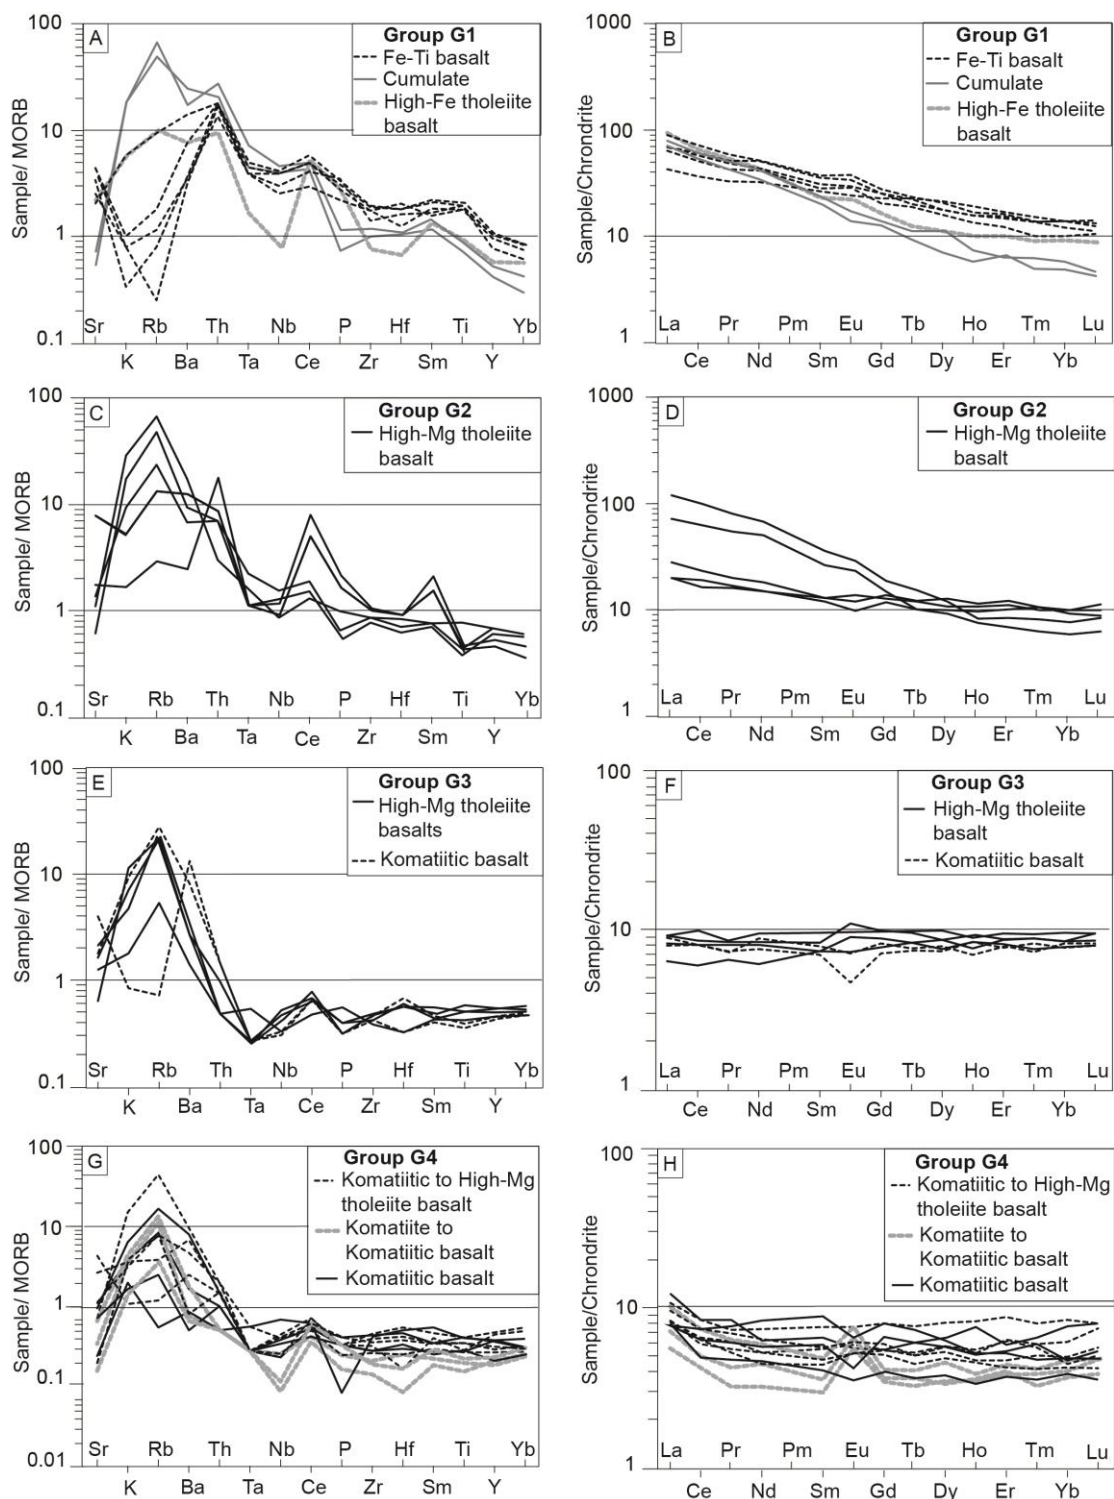 A
Group G1
Fe-Ti basalt
Cumulate
High-Fe tholeiite
basalt
Sample/ MORB
100
10
1
0.1
Sr Rb Th Nb P Hf Ti Yb
K Ba Ta Ce Zr Sm Y
B
Group G1
Fe-Ti basalt
Cumulate
High-Fe tholeiite
basalt
Sample/Chrondrite
1000
100
10
1
La Pr Pm Eu Tb Ho Tm Lu
Ce Nd Sm Gd Dy Er Yb
C
Group G2
High-Mg tholeiite
basalt
Sample/ MORB
100
10
1
0.1
Sr Rb Th Nb P Hf Ti Yb
K Ba Ta Ce Zr Sm Y
D
Group G2
High-Mg tholeiite
basalt
Sample/Chrondrite
1000
100
10
1
La Pr Pm Eu Tb Ho Tm Lu
Ce Nd Sm Gd Dy Er Yb
E
Group G3
High-Mg tholeiite
basalts
Komatiitic basalt
Sample/ MORB
100
10
1
0.1
Sr Rb Th Nb P Hf Ti Yb
K Ba Ta Ce Zr Sm Y
F
Group G3
High-Mg tholeiite
basalt
Komatiitic basalt
Sample/Chrondrite
100
10
1
La Pr Pm Eu Tb Ho Tm Lu
Ce Nd Sm Gd Dy Er Yb
G
Group G4
Komatiitic to High-Mg
tholeiite basalt
Komatiite to
Komatiitic basalt
Komatiitic basalt
Sample/ MORB
100
10
1
0.1
0.01
Sr Rb Th Nb P Hf Ti Yb
K Ba Ta Ce Zr Sm Y
H
Group G4
Komatiitic to High-Mg
tholeiite basalt
Komatiite to
Komatiitic basalt
Komatiitic basalt
Sample/Chrondrite
100
10
1
La Pr Pm Eu Tb Ho Tm Lu
Ce Nd Sm Gd Dy Er Yb